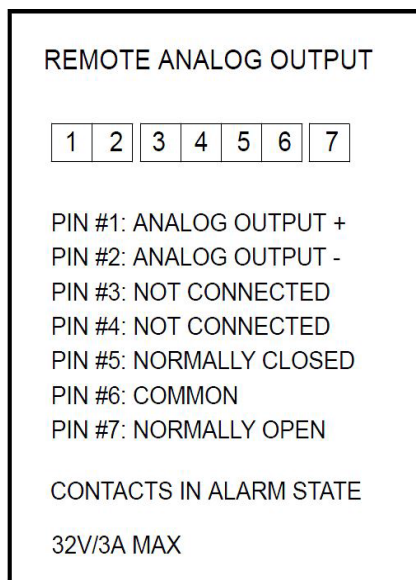 REMOTE ANALOG OUTPUT
1 2 3 4 5 6 7
PIN #1: ANALOG OUTPUT +
PIN #2: ANALOG OUTPUT -
PIN #3: NOT CONNECTED
PIN #4: NOT CONNECTED
PIN #5: NORMALLY CLOSED
PIN #6: COMMON
PIN #7: NORMALLY OPEN
CONTACTS IN ALARM STATE
32V/3A MAX